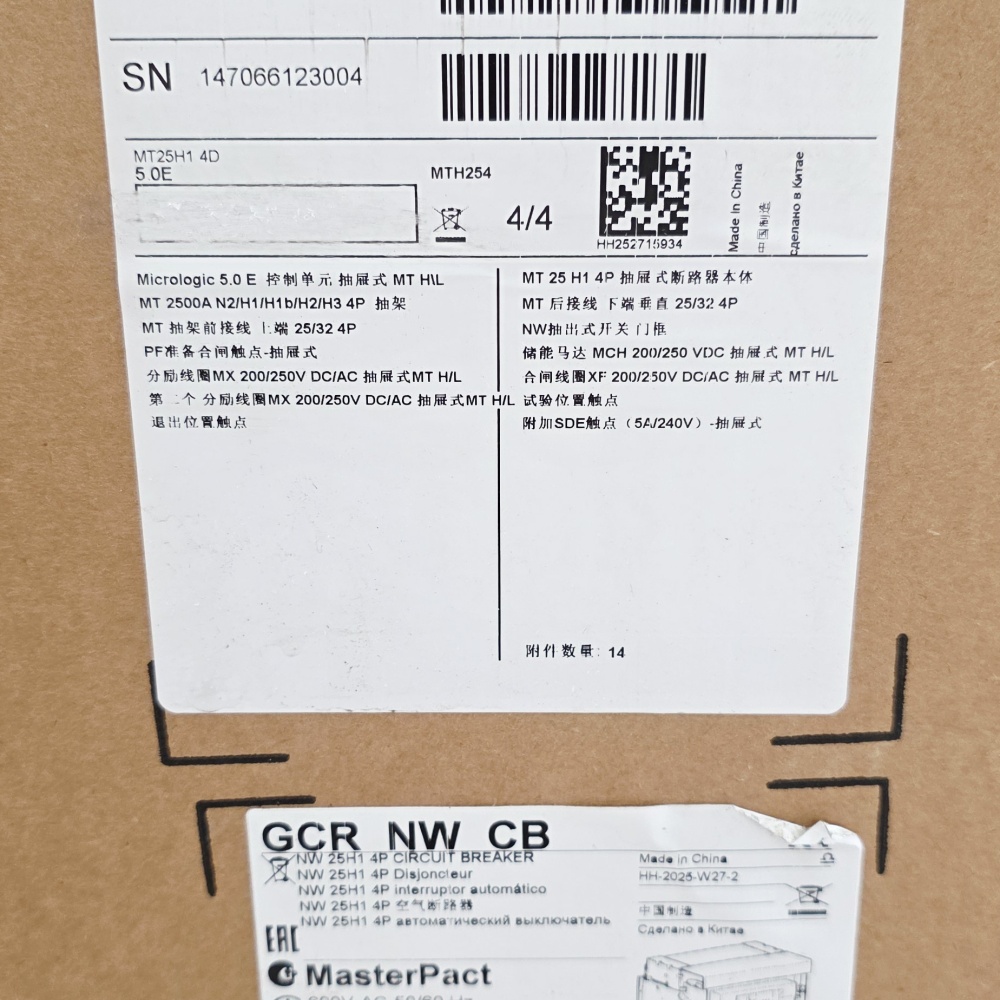 SN 147066123004
MT25H1 4D
5.0E
MTH254
4/4
HH252715934
Made in China
中国制造
Сделано в Китае
Micrologic 5.0 E 控制单元 抽屉式 MT H/L
MT 2500A N2/H1/H1b/H2/H3 4P 抽架
MT 抽架前接线 上端 25/32 4P
PF准备合闸触点-抽屉式
分励线圈MX 200/250V DC/AC 抽屉式MT H/L
第二个 分励线圈MX 200/250V DC/AC 抽屉式MT H/L
退出位置触点
MT 25 H1 4P 抽屉式断路器本体
MT 后接线 下端 垂直 25/32 4P
NW抽出式开关 门框
储能马达 MCH 200/250 VDC 抽屉式 MT H/L
合闸线圈XF 200/250V DC/AC 抽屉式 MT H/L
试验位置触点
附加SDE触点（5A/240V）-抽屉式
附件数量: 14
GCR NW CB
NW 25H1 4P CIRCUIT BREAKER
NW 25H1 4P Disjoncteur
NW 25H1 4P interruptor automático
NW 25H1 4P 空气断路器
NW 25H1 4P автоматический выключатель
Made in China
HH-2025-W27-2
中国制造
Сделано в Китае
EAC
MasterPact